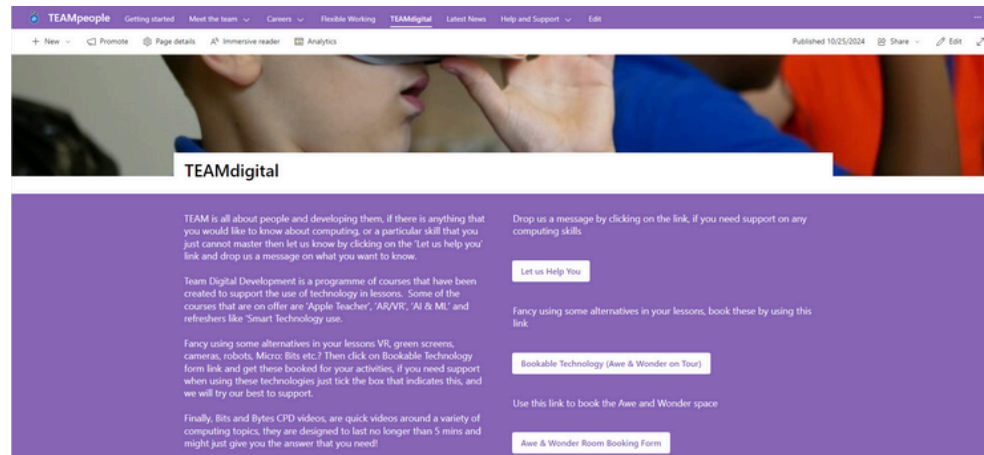 TEAMpeople Getting started Meet the team Careers Flexible Working TEAMdigital Latest News Help and Support Edit
+ New Promote Page details Immersive reader Analytics Published 10/25/2024 Share Edit
TEAMdigital
TEAM is all about people and developing them, if there is anything that
you would like to know about computing, or a particular skill that you
just cannot master then let us know by clicking on the 'Let us help you'
link and drop us a message on what you want to know.
Team Digital Development is a programme of courses that have been
created to support the use of technology in lessons. Some of the
courses that are on offer are 'Apple Teacher', 'AR/VR', 'AI & ML' and
refreshers like 'Smart Technology use.
Fancy using some alternatives in your lessons VR, green screens,
cameras, robots, Micro: Bits etc.? Then click on Bookable Technology
form link and get these booked for your activities, if you need support
when using these technologies just tick the box that indicates this, and
we will try our best to support.
Finally, Bits and Bytes CPD videos, are quick videos around a variety of
computing topics, they are designed to last no longer than 5 mins and
might just give you the answer that you need!
Drop us a message by clicking on the link, if you need support on any
computing skills
Let us Help You
Fancy using some alternatives in your lessons, book these by using this
link
Bookable Technology (Awe & Wonder on Tour)
Use this link to book the Awe and Wonder space
Awe & Wonder Room Booking Form